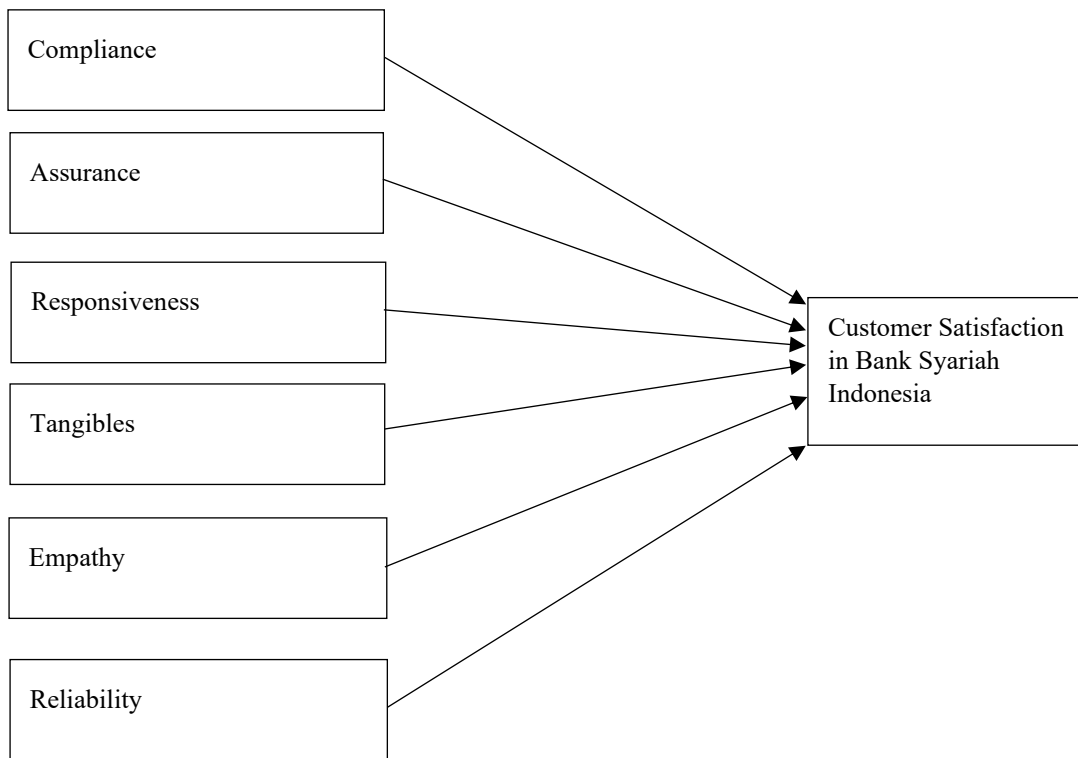 Compliance
Assurance
Responsiveness
Tangibles
Empathy
Reliability
Customer Satisfaction
in Bank Syariah
Indonesia